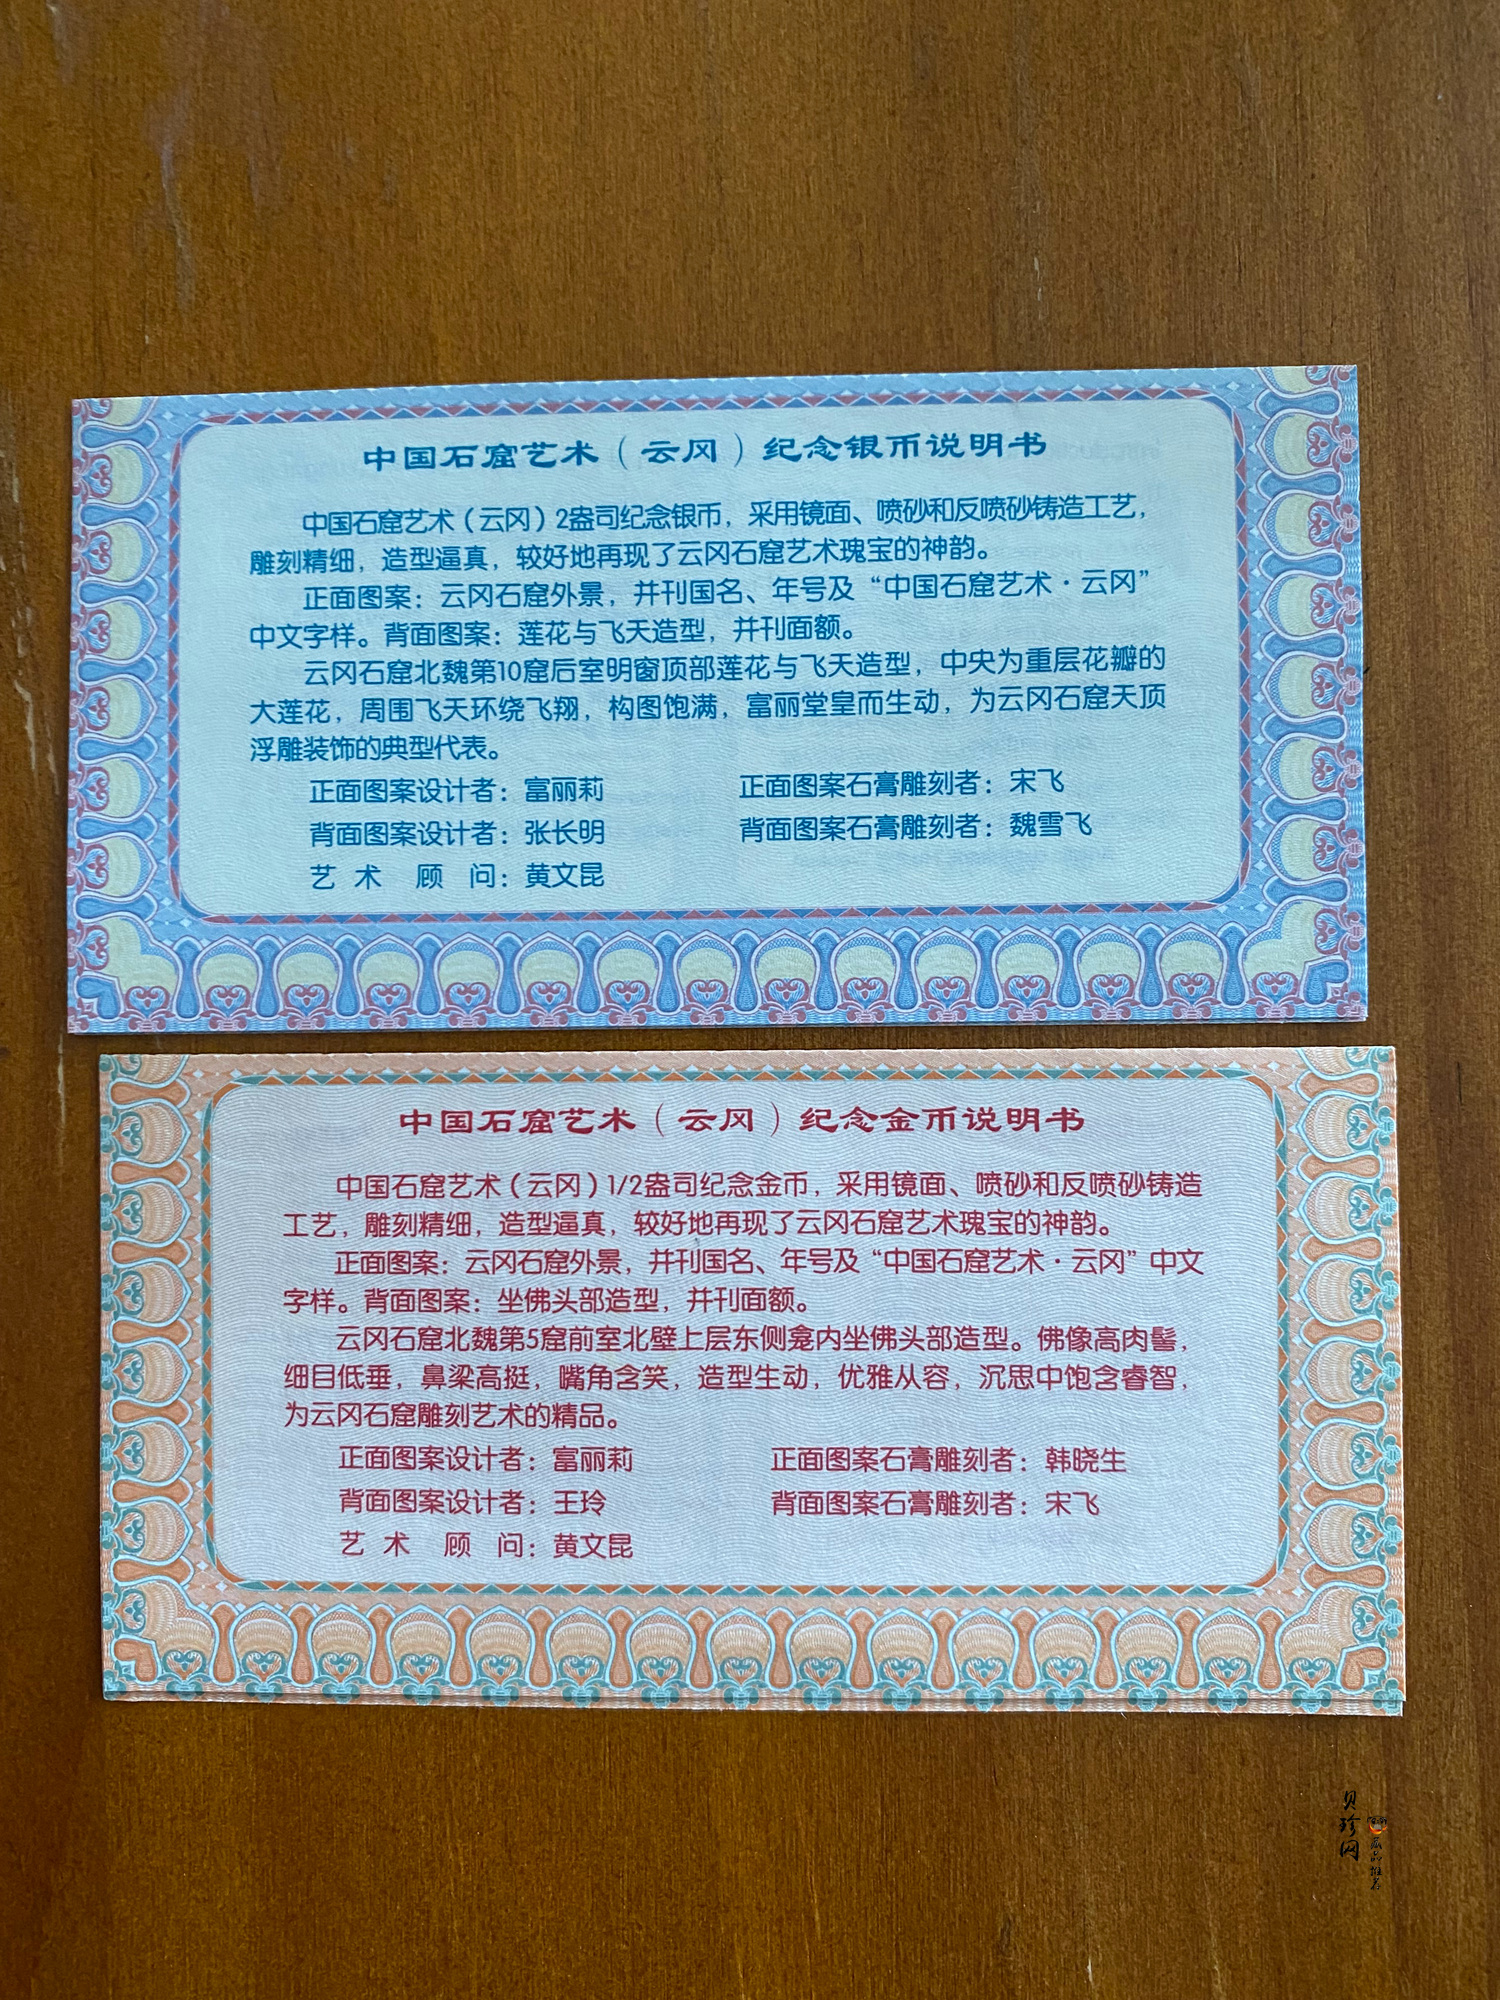 中国石窟艺术（云冈）纪念银币说明书
中国石窟艺术（云冈）2盎司纪念银币，采用镜面、喷砂和反喷砂铸造工艺，
雕刻精细，造型逼真，较好地再现了云冈石窟艺术瑰宝的神韵。
正面图案：云冈石窟外景，并刊国名、年号及“中国石窟艺术·云冈”
中文字样。背面图案：莲花与飞天造型，并刊面额。
云冈石窟北魏第10窟后室明窗顶部莲花与飞天造型，中央为重层花瓣的
大莲花，周围飞天环绕飞翔，构图饱满，富丽堂皇而生动，为云冈石窟天顶
浮雕装饰的典型代表。
正面图案设计者：富丽莉 正面图案石膏雕刻者：宋飞
背面图案设计者：张长明 背面图案石膏雕刻者：魏雪飞
艺术顾问：黄文昆
中国石窟艺术（云冈）纪念金币说明书
中国石窟艺术（云冈）1/2盎司纪念金币，采用镜面、喷砂和反喷砂铸造
工艺，雕刻精细，造型逼真，较好地再现了云冈石窟艺术瑰宝的神韵。
正面图案：云冈石窟外景，并刊国名、年号及“中国石窟艺术·云冈”中文
字样。背面图案：坐佛头部造型，并刊面额。
云冈石窟北魏第5窟前室北壁上层东侧龛内坐佛头部造型。佛像高肉髻，
细目低垂，鼻梁高挺，嘴角含笑，造型生动，优雅从容，沉思中饱含睿智，
为云冈石窟雕刻艺术的精品。
正面图案设计者：富丽莉 正面图案石膏雕刻者：韩晓生
背面图案设计者：王玲 背面图案石膏雕刻者：宋飞
艺术顾问：黄文昆
贝珍网